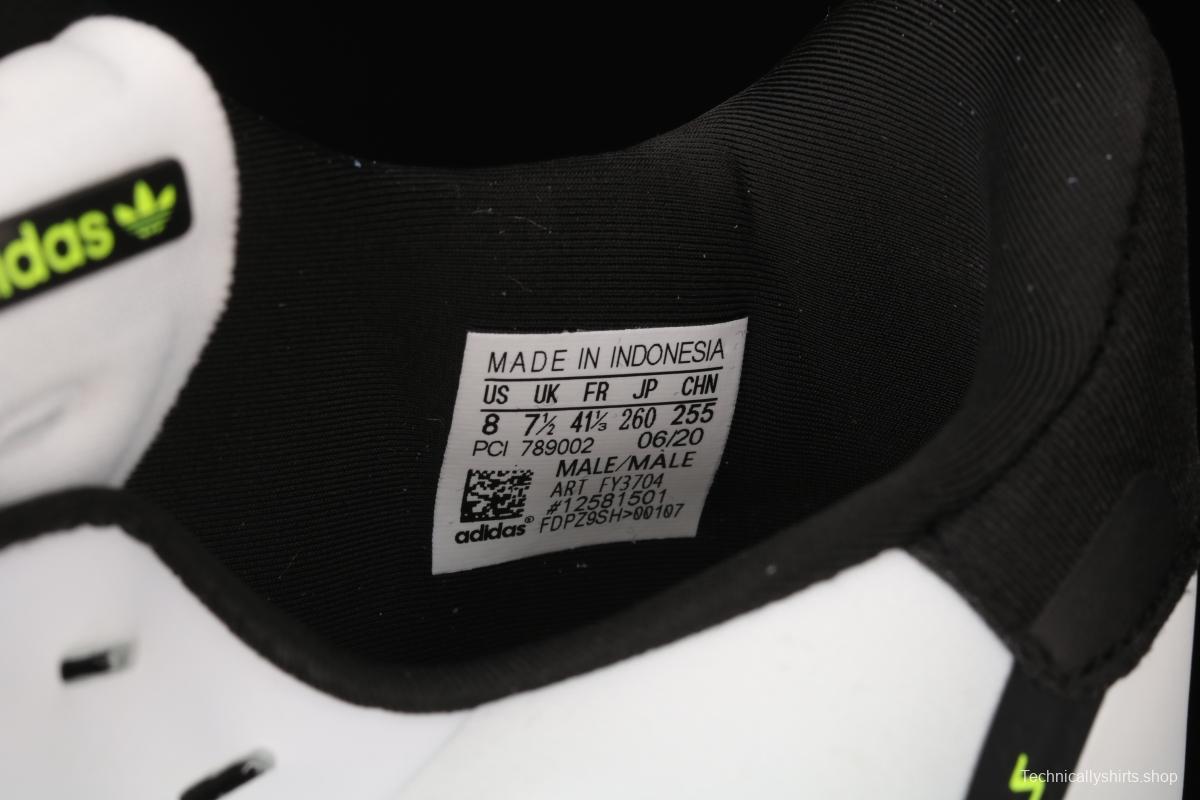 adidas
MADE IN INDONESIA
US UK FR JP CHN
8 7½ 41⅓ 260 255
PCI 789002 06/20
MALE/MÂLE
ART FY3704
#12581501
adidas® FDPZ9SH>00107
Technicallyshirts.shop